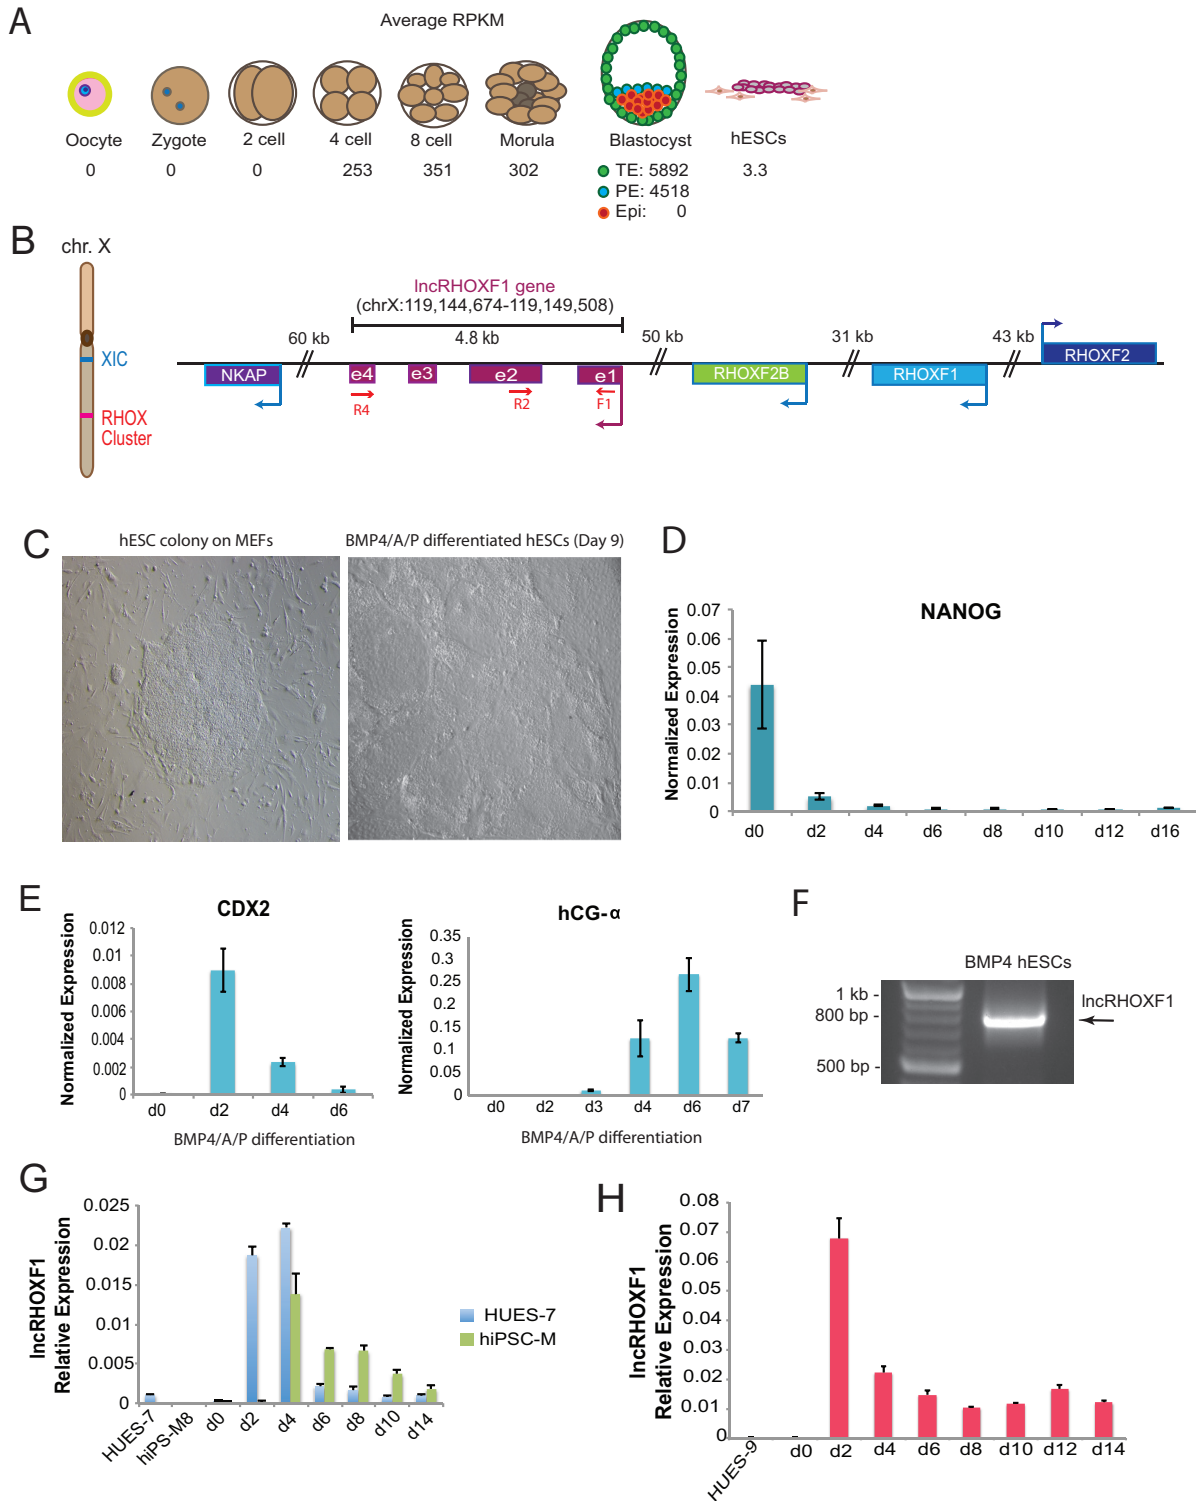 A
Average RPKM
Oocyte Zygote 2 cell 4 cell 8 cell Morula Blastocyst hESCs
0 0 0 253 351 302 TE: 5892 3.3
PE: 4518
Epi: 0
B
chr. X
XIC
RHOX
Cluster
lncRHOXF1 gene
(chrX:119,144,674-119,149,508)
60 kb 4.8 kb 50 kb 31 kb 43 kb
NKAP e4 e3 e2 e1 RHOXF2B RHOXF1 RHOXF2
R4 R2 F1
C
hESC colony on MEFs
BMP4/A/P differentiated hESCs (Day 9)
D
NANOG
Normalized Expression
0.07
0.06
0.05
0.04
0.03
0.02
0.01
0
d0 d2 d4 d6 d8 d10 d12 d16
E
CDX2
Normalized Expression
0.012
0.01
0.008
0.006
0.004
0.002
0
d0 d2 d4 d6
BMP4/A/P differentiation
hCG-α
Normalized Expression
0.35
0.3
0.25
0.2
0.15
0.1
0.05
0
d0 d2 d3 d4 d6 d7
BMP4/A/P differentiation
F
BMP4 hESCs
1 kb -
800 bp -
500 bp -
lncRHOXF1
G
lncRHOXF1
Relative Expression
0.025
0.02
0.015
0.01
0.005
0
HUES-7 hiPS-M8 d0 d2 d4 d6 d8 d10 d14
HUES-7
hiPSC-M
H
lncRHOXF1
Relative Expression
0.08
0.07
0.06
0.05
0.04
0.03
0.02
0.01
0
HUES-9 d0 d2 d4 d6 d8 d10 d12 d14